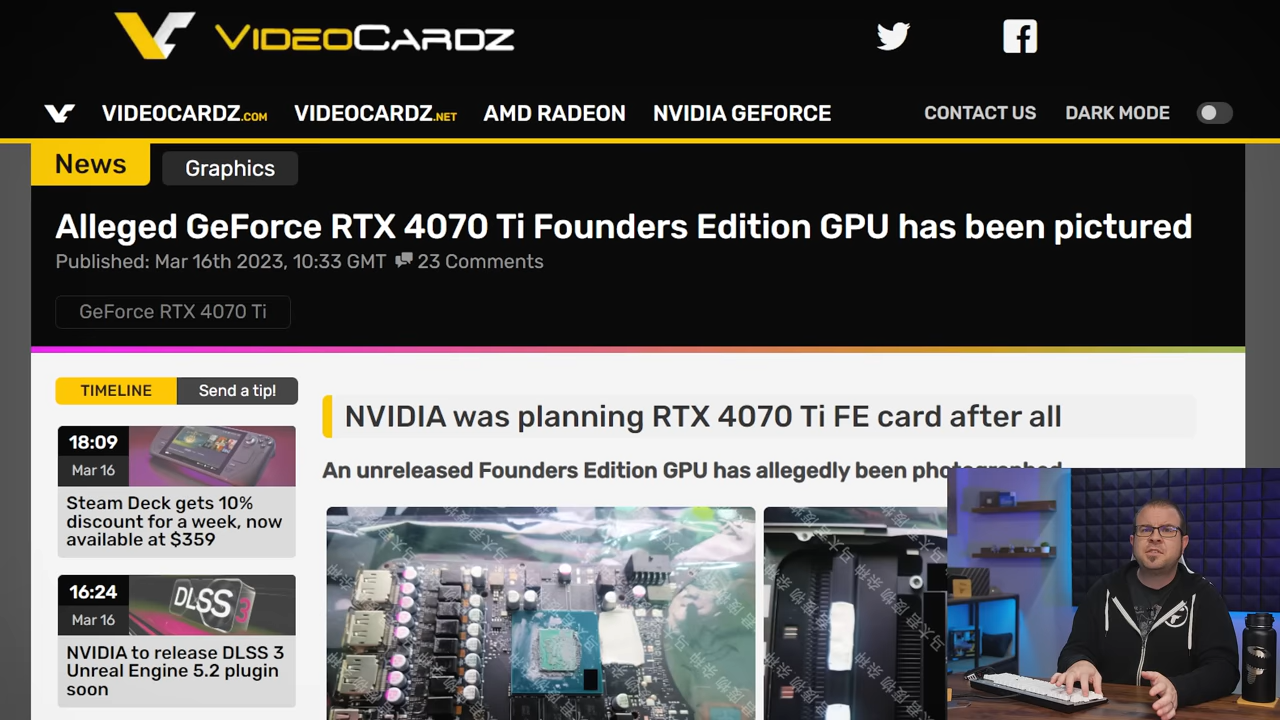 VIDEOCARDZ
VIDEOCARDZ.COM VIDEOCARDZ.NET AMD RADEON NVIDIA GEFORCE CONTACT US DARK MODE
News Graphics
Alleged GeForce RTX 4070 Ti Founders Edition GPU has been pictured
Published: Mar 16th 2023, 10:33 GMT 23 Comments
GeForce RTX 4070 Ti
TIMELINE Send a tip!
18:09
Mar 16
Steam Deck gets 10%
discount for a week, now
available at $359
16:24
Mar 16
DLSS 3
NVIDIA to release DLSS 3
Unreal Engine 5.2 plugin
soon
NVIDIA was planning RTX 4070 Ti FE card after all
An unreleased Founders Edition GPU has allegedly been photographed